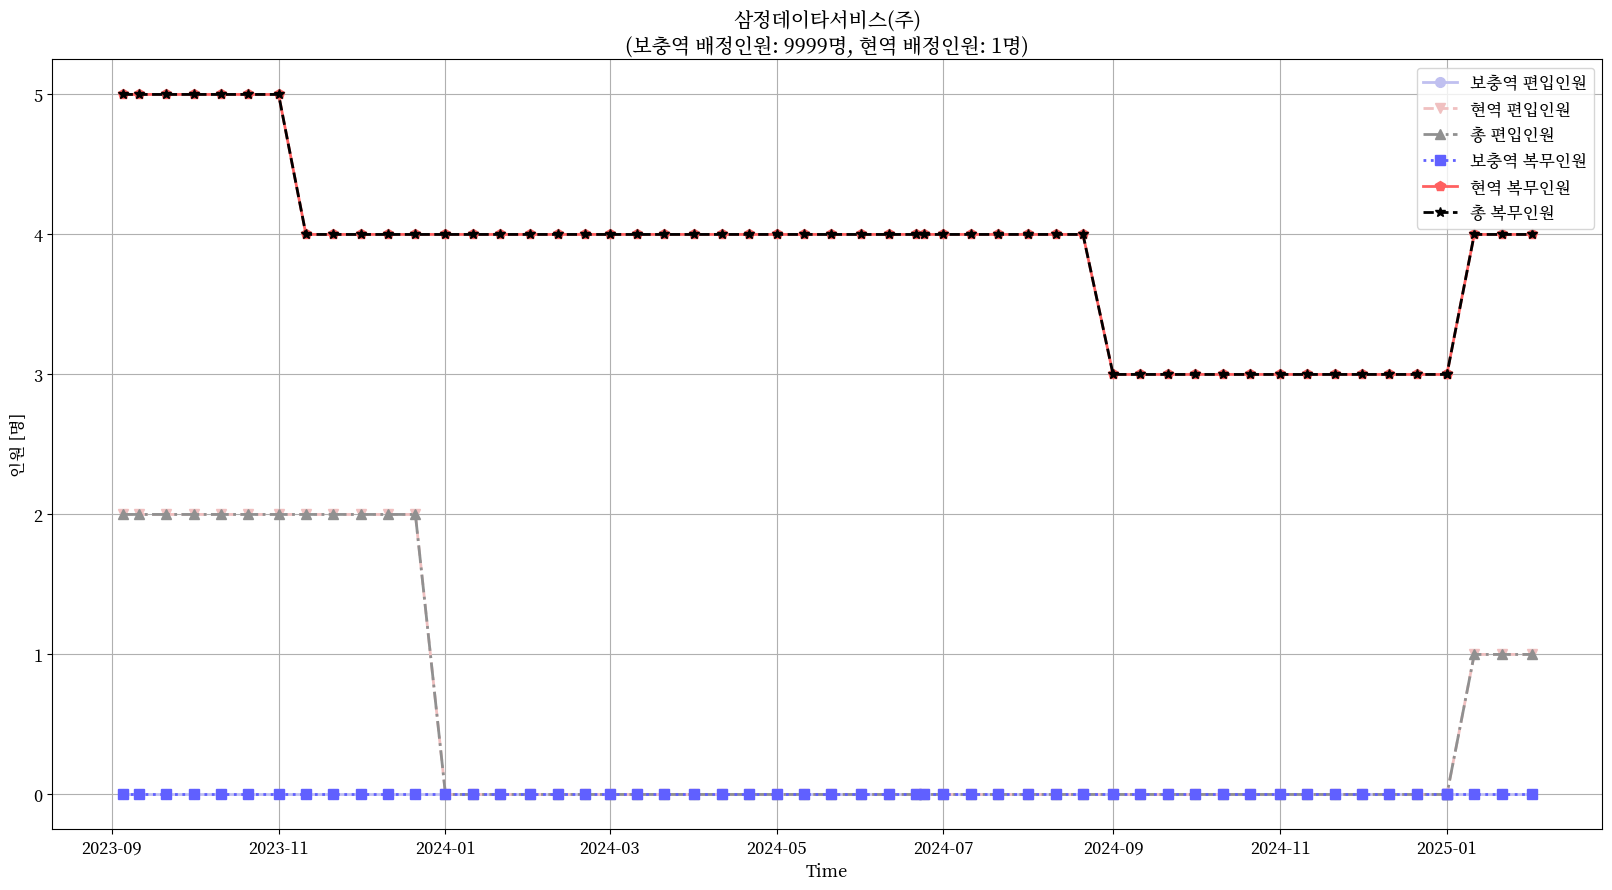 삼정데이타서비스(주)
(보충역 배정인원: 9999명, 현역 배정인원: 1명)
보충역 편입인원
현역 편입인원
총 편입인원
보충역 복무인원
현역 복무인원
총 복무인원
인원 [명]
5
4
3
2
1
0
2023-09
2023-11
2024-01
2024-03
2024-05
2024-07
2024-09
2024-11
2025-01
Time